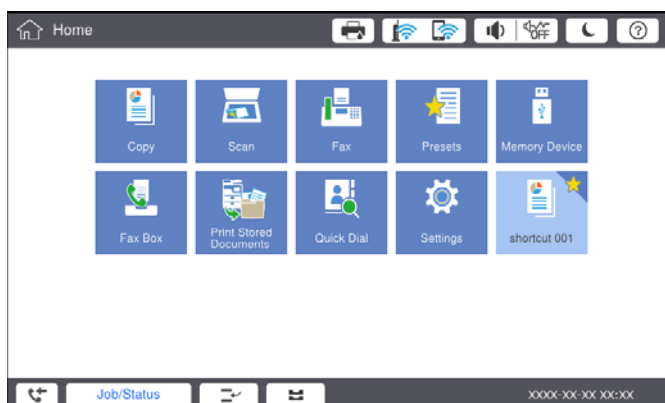 Home
OFF
?
Copy
Scan
Fax
Presets
Memory Device
Fax Box
Print Stored
Documents
Quick Dial
Settings
shortcut 001
Job/Status
XXXX-XX-XX XX:XX